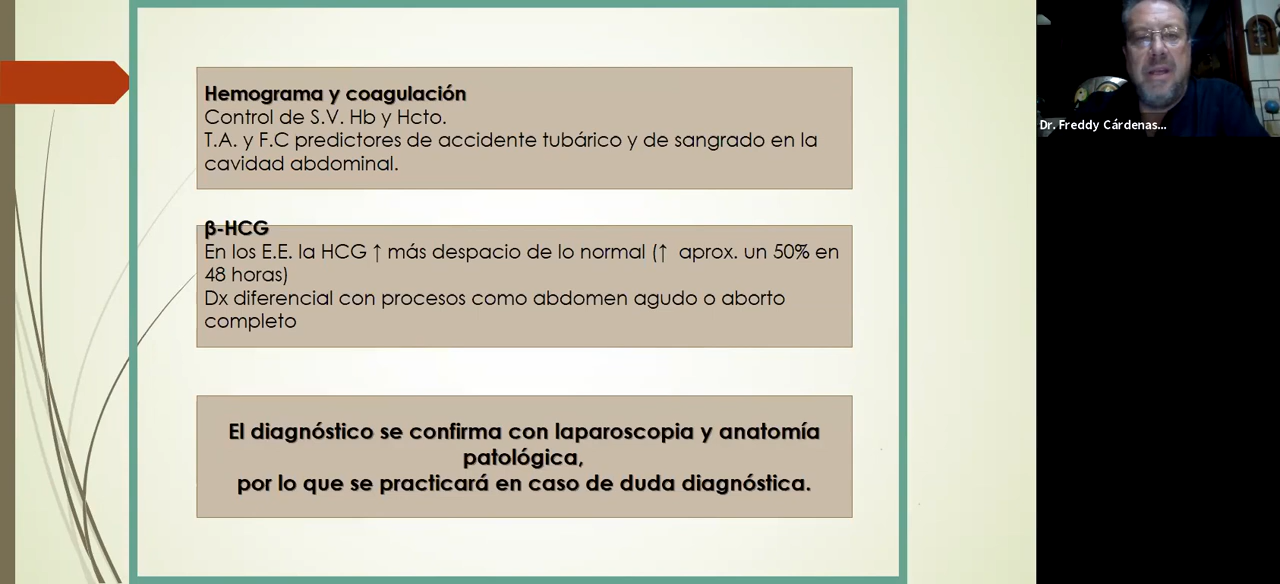 Hemograma y coagulación
Control de S.V. Hb y Hcto.
T.A. y F.C predictores de accidente tubárico y de sangrado en la
cavidad abdominal.
β-HCG
En los E.E. la HCG ↑ más despacio de lo normal (↑ aprox. un 50% en
48 horas)
Dx diferencial con procesos como abdomen agudo o aborto
completo
El diagnóstico se confirma con laparoscopia y anatomía
patológica,
por lo que se practicará en caso de duda diagnóstica.
Dr. Freddy Cárdenas...